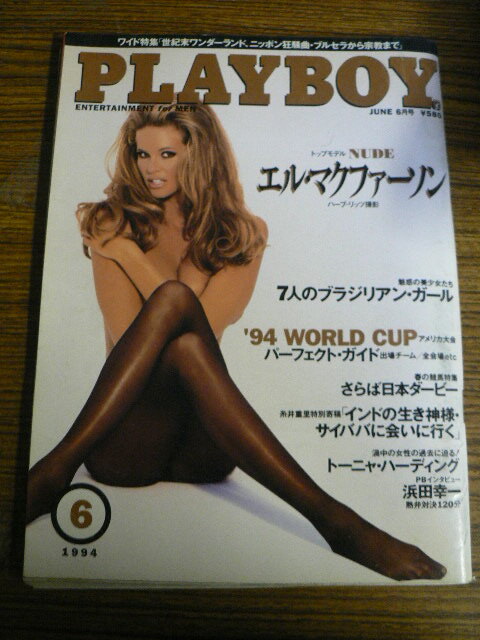 ワイド特集「世紀末ワンダーランド、ニッポン狂騒曲・ブルセラから宗教まで」
PLAYBOY
ENTERTAINMENT for MEN
JUNE 6月号 ¥580
トップモデル NUDE
エル・マクファーソン
ハーブ・リッツ撮影
魅惑の美少女たち
7人のブラジリアン・ガール
'94 WORLD CUP アメリカ大会
パーフェクト・ガイド 出場チーム/全会場etc
春の競馬特集
さらば日本ダービー
糸井重里特別寄稿「インドの生き神様・
サイババに会いに行く」
渦中の女性の過去に迫る!
トーニャ・ハーディング
PBインタビュー
浜田幸一
熱弁対決120分
6
1994